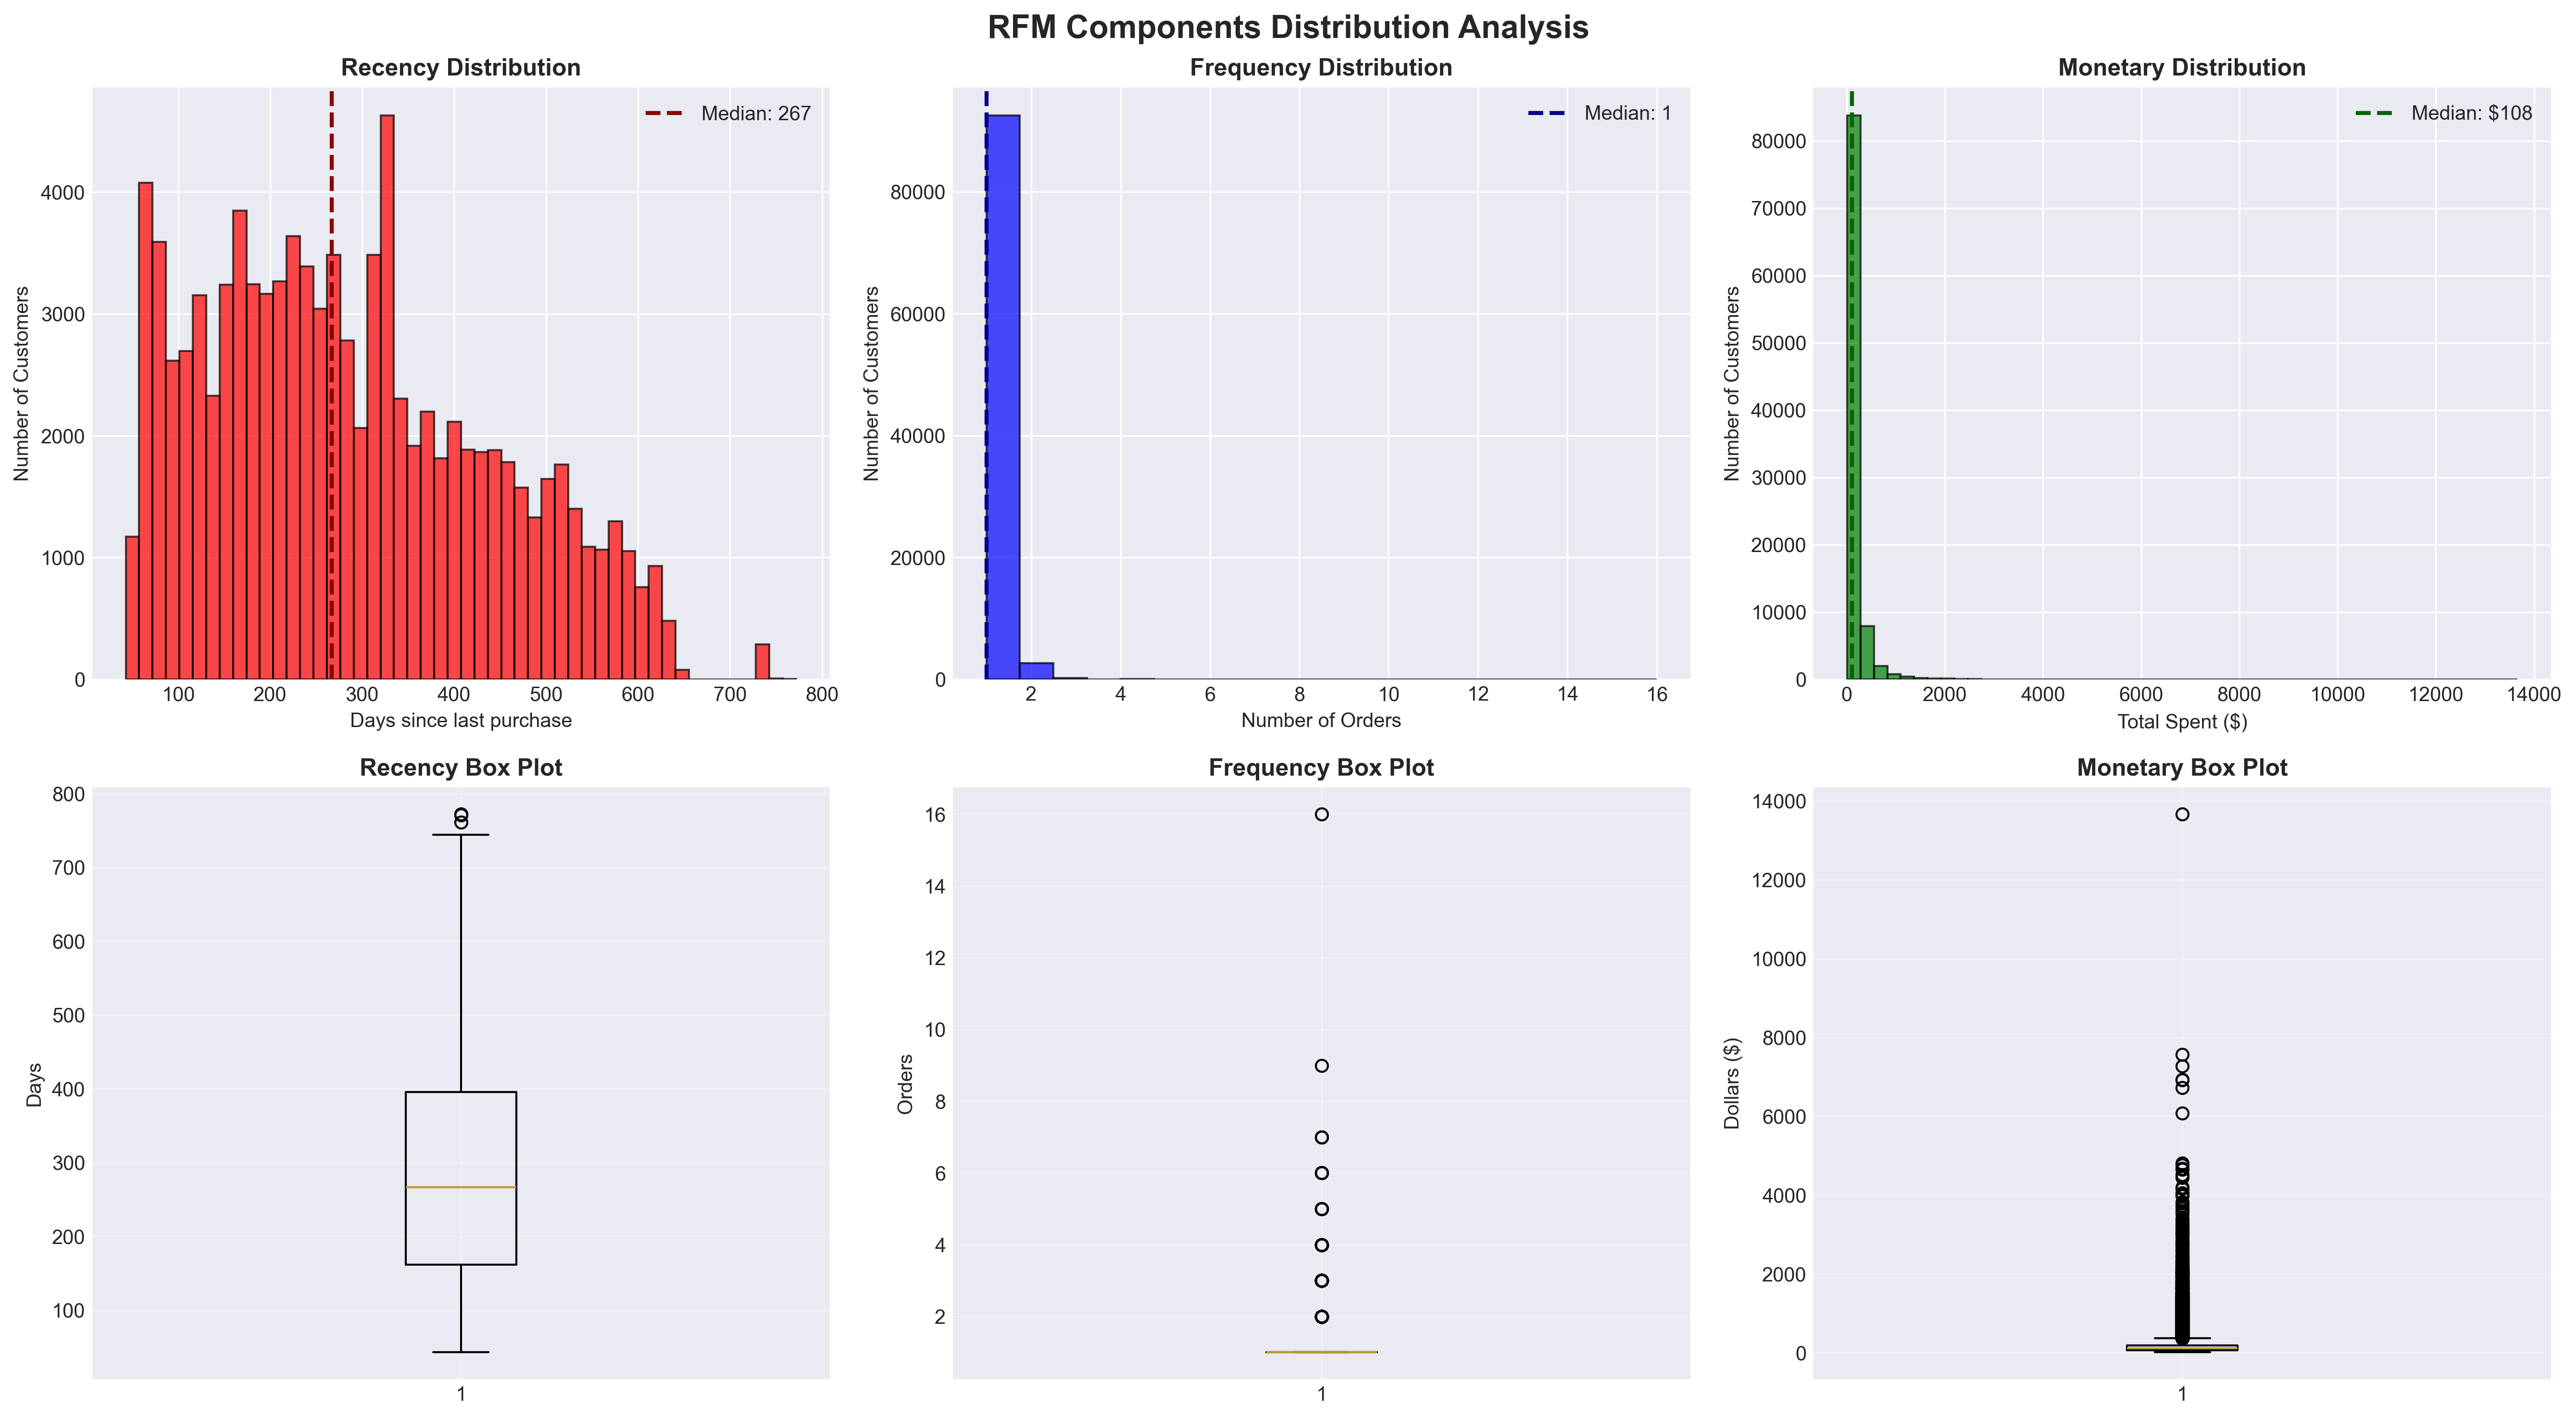 RFM Components Distribution Analysis
Recency Distribution
Median: 267
Number of Customers
4000
3000
2000
1000
0
100 200 300 400 500 600 700 800
Days since last purchase
Frequency Distribution
Median: 1
Number of Customers
80000
60000
40000
20000
0
2 4 6 8 10 12 14 16
Number of Orders
Monetary Distribution
Median: $108
Number of Customers
80000
70000
60000
50000
40000
30000
20000
10000
0
0 2000 4000 6000 8000 10000 12000 14000
Total Spent ($)
Recency Box Plot
Days
800
700
600
500
400
300
200
100
1
Frequency Box Plot
Orders
16
14
12
10
8
6
4
2
1
Monetary Box Plot
Dollars ($)
14000
12000
10000
8000
6000
4000
2000
0
1